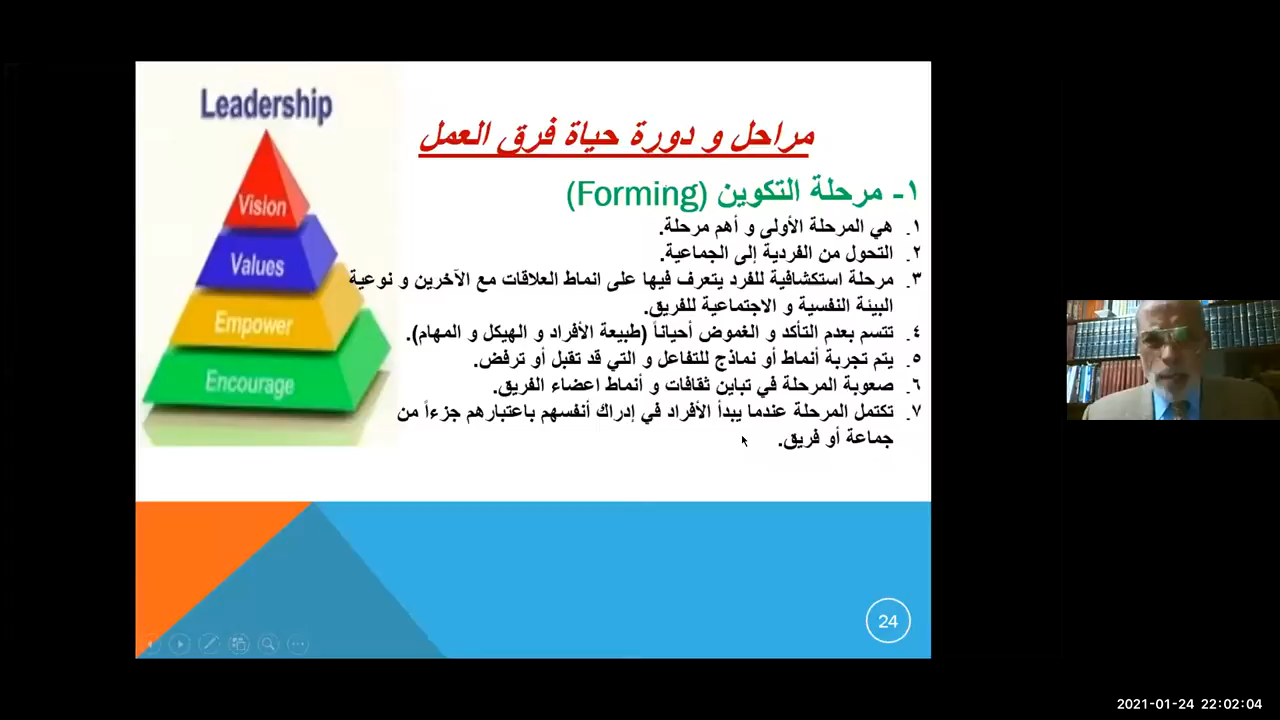 Leadership
Vision
Values
Empower
Encourage
مراحل و دورة حياة فرق العمل
١- مرحلة التكوين (Forming)
١. هي المرحلة الأولى و أهم مرحلة.
٢. التحول من الفردية إلى الجماعية.
٣. مرحلة استكشافية للفرد يتعرف فيها على انماط العلاقات مع الآخرين و نوعية
البيئة النفسية و الاجتماعية للفريق.
٤. تتسم بعدم التأكد و الغموض أحياناً (طبيعة الأفراد و الهيكل و المهام).
٥. يتم تجربة أنماط أو نماذج للتفاعل و التي قد تقبل أو ترفض.
٦. صعوبة المرحلة في تباين ثقافات و أنماط اعضاء الفريق.
٧. تكتمل المرحلة عندما يبدأ الأفراد في إدراك أنفسهم باعتبارهم جزءاً من
جماعة أو فريق.
24
2021-01-24 22:02:04